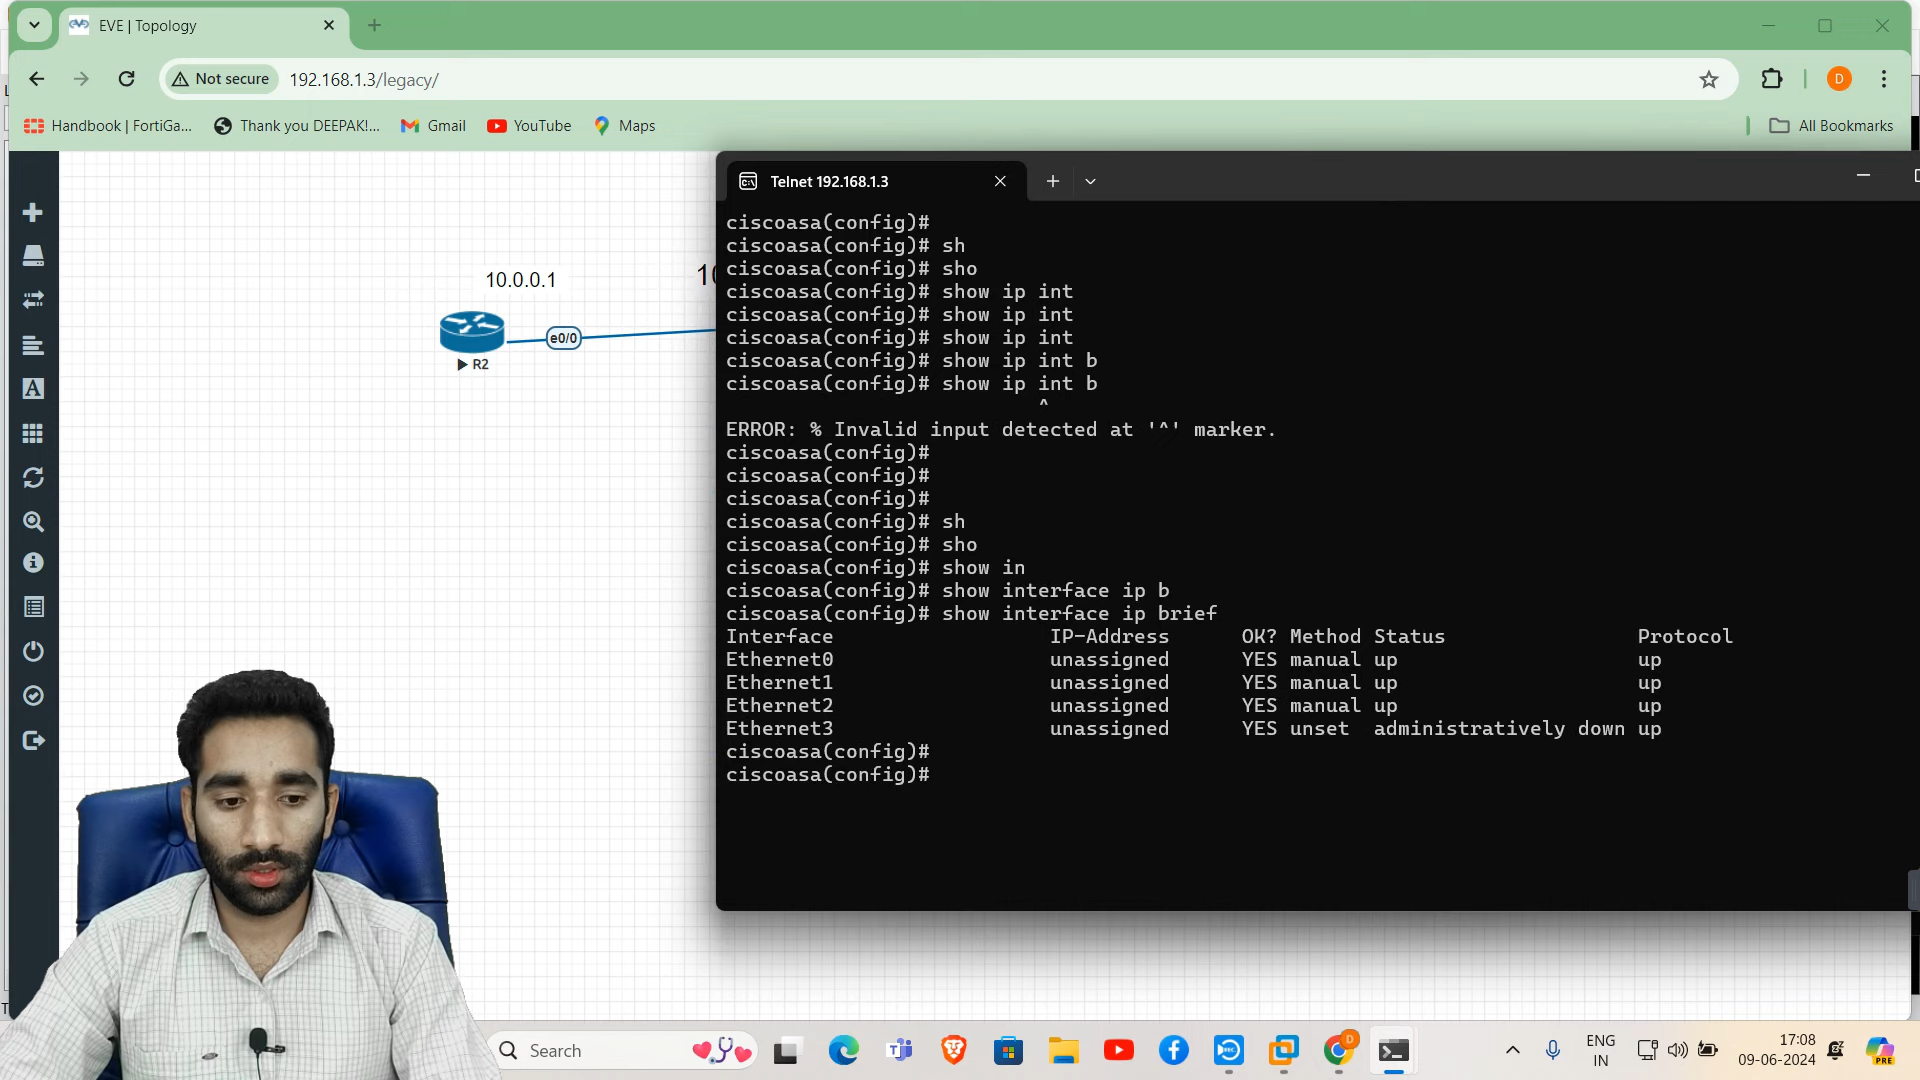 EVE | Topology
Not secure
192.168.1.3/legacy/
D
Handbook | FortiGa...
Thank you DEEPAK!...
Gmail
YouTube
Maps
All Bookmarks
Telnet 192.168.1.3
10.0.0.1
10
e0/0
R2
ciscoasa(config)#
ciscoasa(config)# sh
ciscoasa(config)# sho
ciscoasa(config)# show ip int
ciscoasa(config)# show ip int
ciscoasa(config)# show ip int
ciscoasa(config)# show ip int b
ciscoasa(config)# show ip int b
^
ERROR: % Invalid input detected at '^' marker.
ciscoasa(config)#
ciscoasa(config)#
ciscoasa(config)#
ciscoasa(config)# sh
ciscoasa(config)# sho
ciscoasa(config)# show in
ciscoasa(config)# show interface ip b
ciscoasa(config)# show interface ip brief
Interface IP-Address OK? Method Status Protocol
Ethernet0 unassigned YES manual up up
Ethernet1 unassigned YES manual up up
Ethernet2 unassigned YES manual up up
Ethernet3 unassigned YES unset administratively down up
ciscoasa(config)#
ciscoasa(config)#
Search
ENG
IN
17:08
09-06-2024
PRE